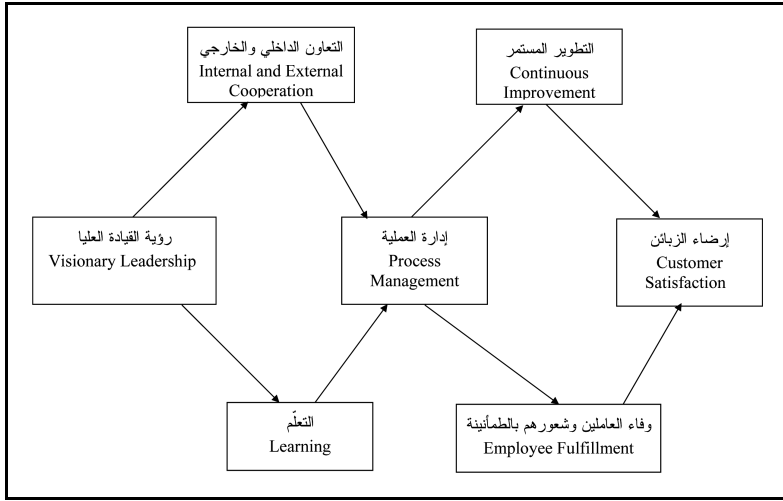 التعاون الداخلي والخارجي
Internal and External
Cooperation
التطوير المستمر
Continuous
Improvement
رؤية القيادة العليا
Visionary Leadership
إدارة العملية
Process
Management
إرضاء الزبائن
Customer
Satisfaction
التعلّم
Learning
وفاء العاملين وشعورهم بالطمأنينة
Employee Fulfillment